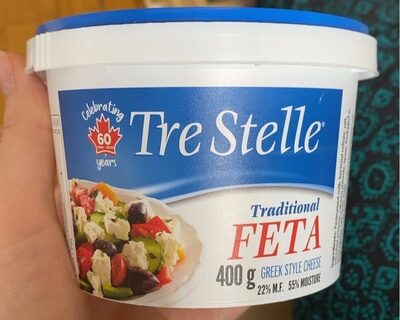 Celebrating
60
years
Tre Stelle®
Traditional
FETA
400 g
GREEK STYLE CHEESE
22% M.F. 55% MOISTURE